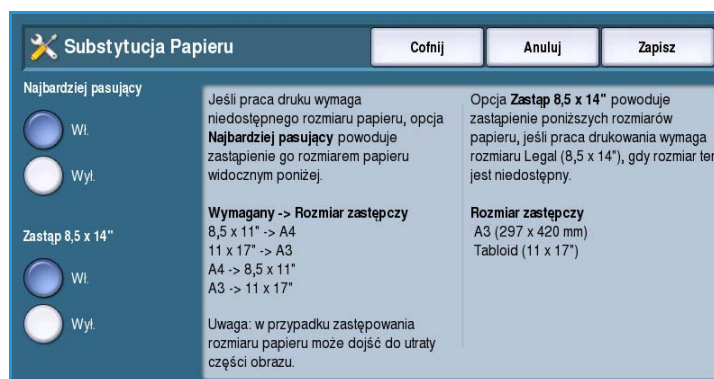 Substytucja Papieru
Cofnij
Anuluj
Zapisz
Najbardziej pasujący
Wł.
Wył.
Zastąp 8,5 x 14"
Wł.
Wył.
Jeśli praca druku wymaga
niedostępnego rozmiaru papieru, opcja
Najbardziej pasujący powoduje
zastąpienie go rozmiarem papieru
widocznym poniżej.
Wymagany -> Rozmiar zastępczy
8,5 x 11" -> A4
11 x 17" -> A3
A4 -> 8,5 x 11"
A3 -> 11 x 17"
Uwaga: w przypadku zastępowania
rozmiaru papieru może dojść do utraty
części obrazu.
Opcja Zastąp 8,5 x 14" powoduje
zastąpienie poniższych rozmiarów
papieru, jeśli praca drukowania wymaga
rozmiaru Legal (8,5 x 14"), gdy rozmiar ten
jest niedostępny.
Rozmiar zastępczy
A3 (297 x 420 mm)
Tabloid (11 x 17")